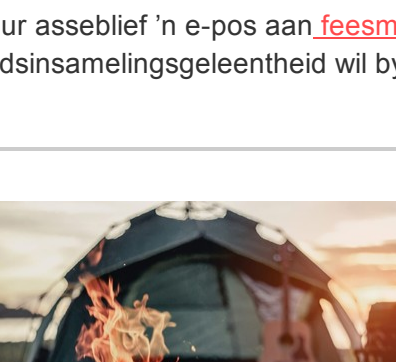 ur asseblief ’n e-pos aan feesm
dsinsamelingsgeleentheid wil by